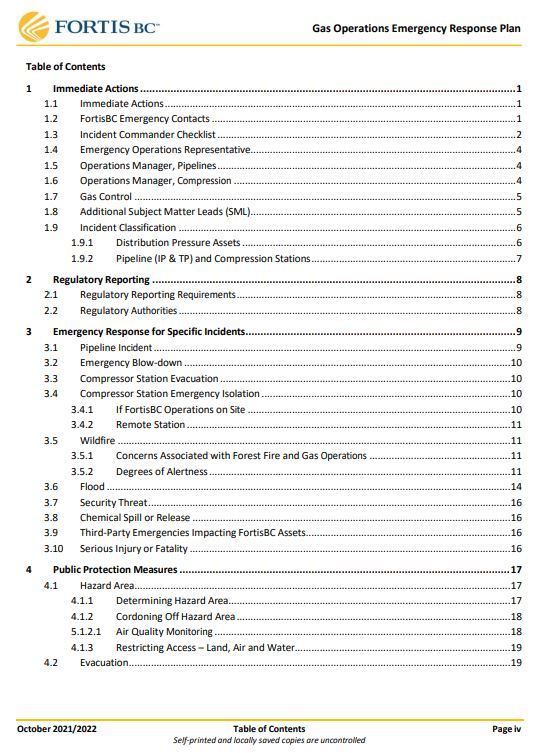 FORTIS BC™
Gas Operations Emergency Response Plan
Table of Contents
1 Immediate Actions 1
1.1 Immediate Actions 1
1.2 FortisBC Emergency Contacts 1
1.3 Incident Commander Checklist 2
1.4 Emergency Operations Representative 4
1.5 Operations Manager, Pipelines 4
1.6 Operations Manager, Compression 4
1.7 Gas Control 5
1.8 Additional Subject Matter Leads (SML) 5
1.9 Incident Classification 6
1.9.1 Distribution Pressure Assets 6
1.9.2 Pipeline (IP & TP) and Compression Stations 7
2 Regulatory Reporting 8
2.1 Regulatory Reporting Requirements 8
2.2 Regulatory Authorities 8
3 Emergency Response for Specific Incidents 9
3.1 Pipeline Incident 9
3.2 Emergency Blow-down 10
3.3 Compressor Station Evacuation 10
3.4 Compressor Station Emergency Isolation 10
3.4.1 If FortisBC Operations on Site 10
3.4.2 Remote Station 11
3.5 Wildfire 11
3.5.1 Concerns Associated with Forest Fire and Gas Operations 11
3.5.2 Degrees of Alertness 11
3.6 Flood 14
3.7 Security Threat 16
3.8 Chemical Spill or Release 16
3.9 Third-Party Emergencies Impacting FortisBC Assets 16
3.10 Serious Injury or Fatality 16
4 Public Protection Measures 17
4.1 Hazard Area 17
4.1.1 Determining Hazard Area 17
4.1.2 Cordoning Off Hazard Area 18
5.1.2.1 Air Quality Monitoring 18
4.1.3 Restricting Access – Land, Air and Water 19
4.2 Evacuation 19
October 2021/2022 Table of Contents Page iv
Self-printed and locally saved copies are uncontrolled